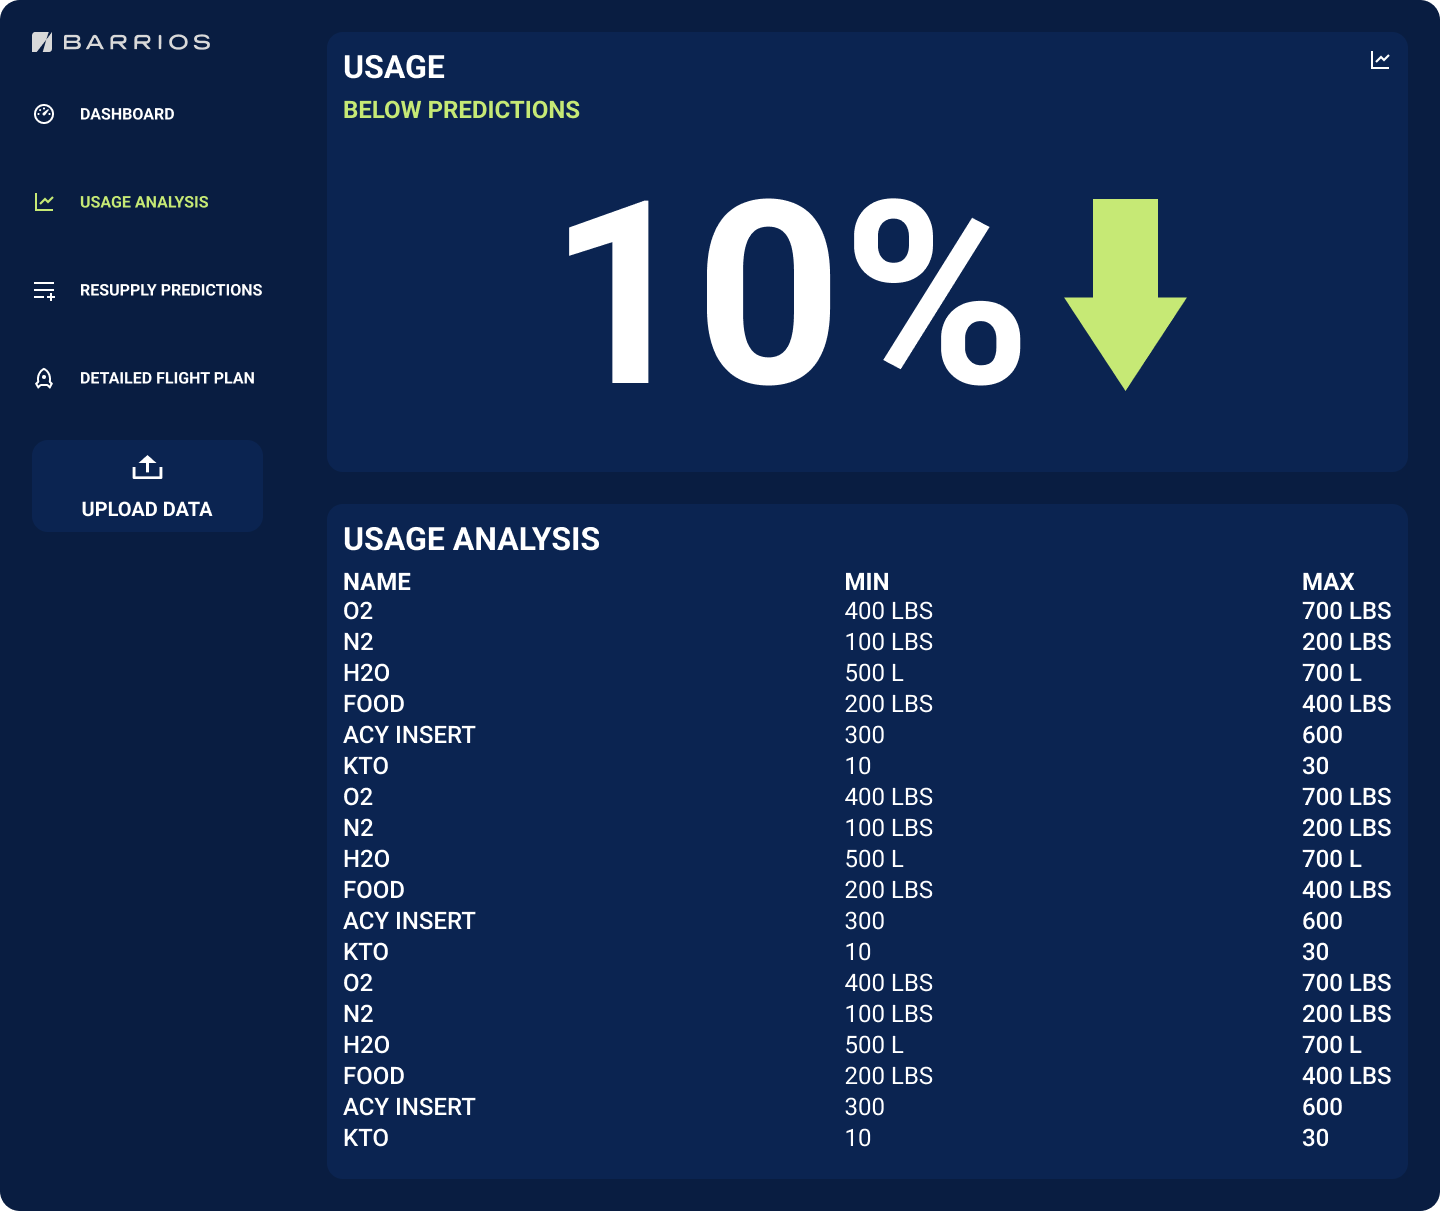 BARRIOS
DASHBOARD
USAGE ANALYSIS
RESUPPLY PREDICTIONS
DETAILED FLIGHT PLAN
UPLOAD DATA
USAGE
BELOW PREDICTIONS
10%
USAGE ANALYSIS
NAME MIN MAX
O2 400 LBS 700 LBS
N2 100 LBS 200 LBS
H2O 500 L 700 L
FOOD 200 LBS 400 LBS
ACY INSERT 300 600
KTO 10 30
O2 400 LBS 700 LBS
N2 100 LBS 200 LBS
H2O 500 L 700 L
FOOD 200 LBS 400 LBS
ACY INSERT 300 600
KTO 10 30
O2 400 LBS 700 LBS
N2 100 LBS 200 LBS
H2O 500 L 700 L
FOOD 200 LBS 400 LBS
ACY INSERT 300 600
KTO 10 30